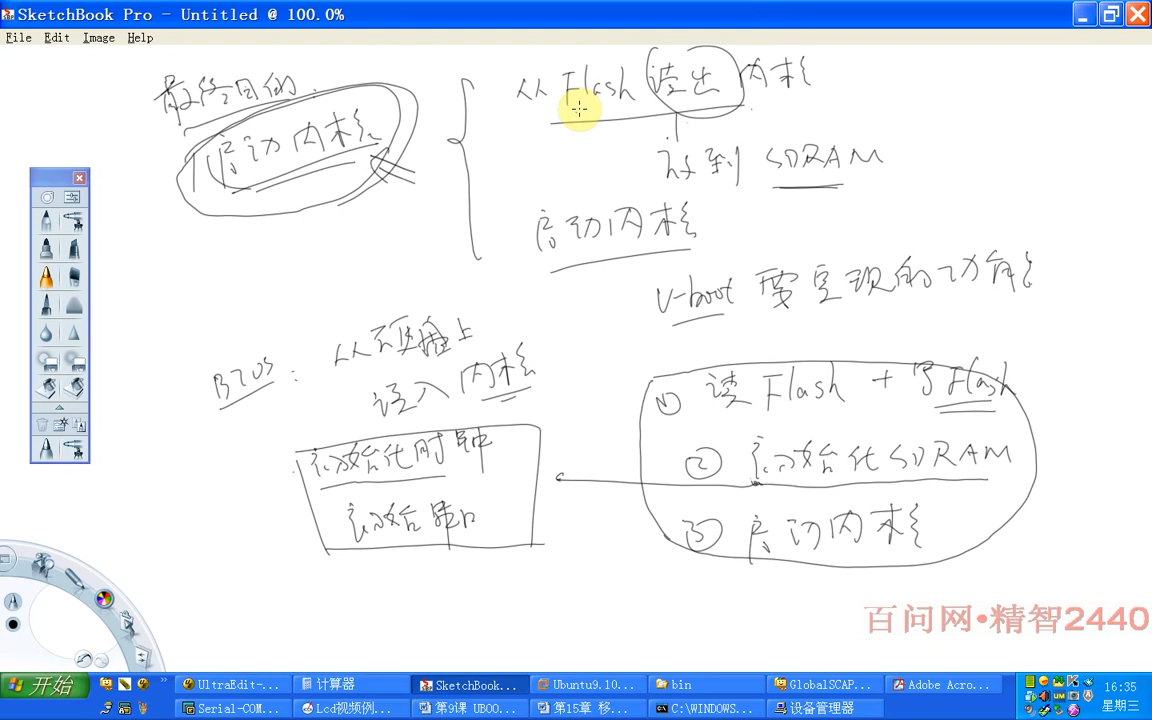 SketchBook Pro - Untitled @ 100.0%
File Edit Image Help
最终目的
启动内核
从Flash读出内核
放到SDRAM
启动内核
U-boot要实现的功能
BIOS: 从硬盘上
读入内核
①读Flash + 写Flash
②初始化SDRAM
③启动内核
初始化时钟
初始串口
百问网·精智2440
开始
UltraEdit-...
计算器
SketchBook...
Ubuntu9.10...
bin
GlobalSCAP...
Adobe Acro...
16:35
Serial-COM...
Lcd视频例...
第9课 UBOO...
第15章 移...
C:\WINDOWS...
设备管理器
星期三